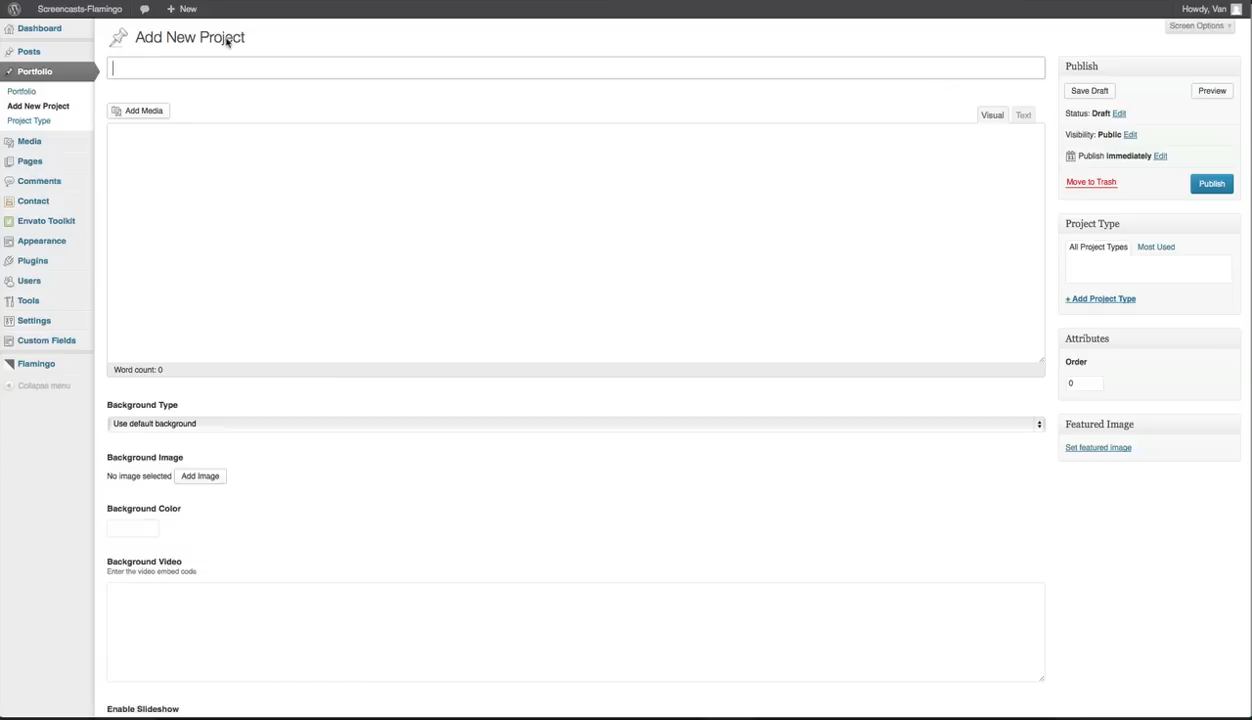 Screencasts-Flamingo
+ New
Howdy, Van
Dashboard
Posts
Portfolio
Portfolio
Add New Project
Project Type
Media
Pages
Comments
Contact
Envato Toolkit
Appearance
Plugins
Users
Tools
Settings
Custom Fields
Flamingo
Collapse menu
Add New Project
Screen Options
Add Media
Visual
Text
Word count: 0
Background Type
Use default background
Background Image
No image selected
Add Image
Background Color
Background Video
Enter the video embed code
Enable Slideshow
Publish
Save Draft
Preview
Status: Draft Edit
Visibility: Public Edit
Publish immediately Edit
Move to Trash
Publish
Project Type
All Project Types
Most Used
+ Add Project Type
Attributes
Order
0
Featured Image
Set featured image